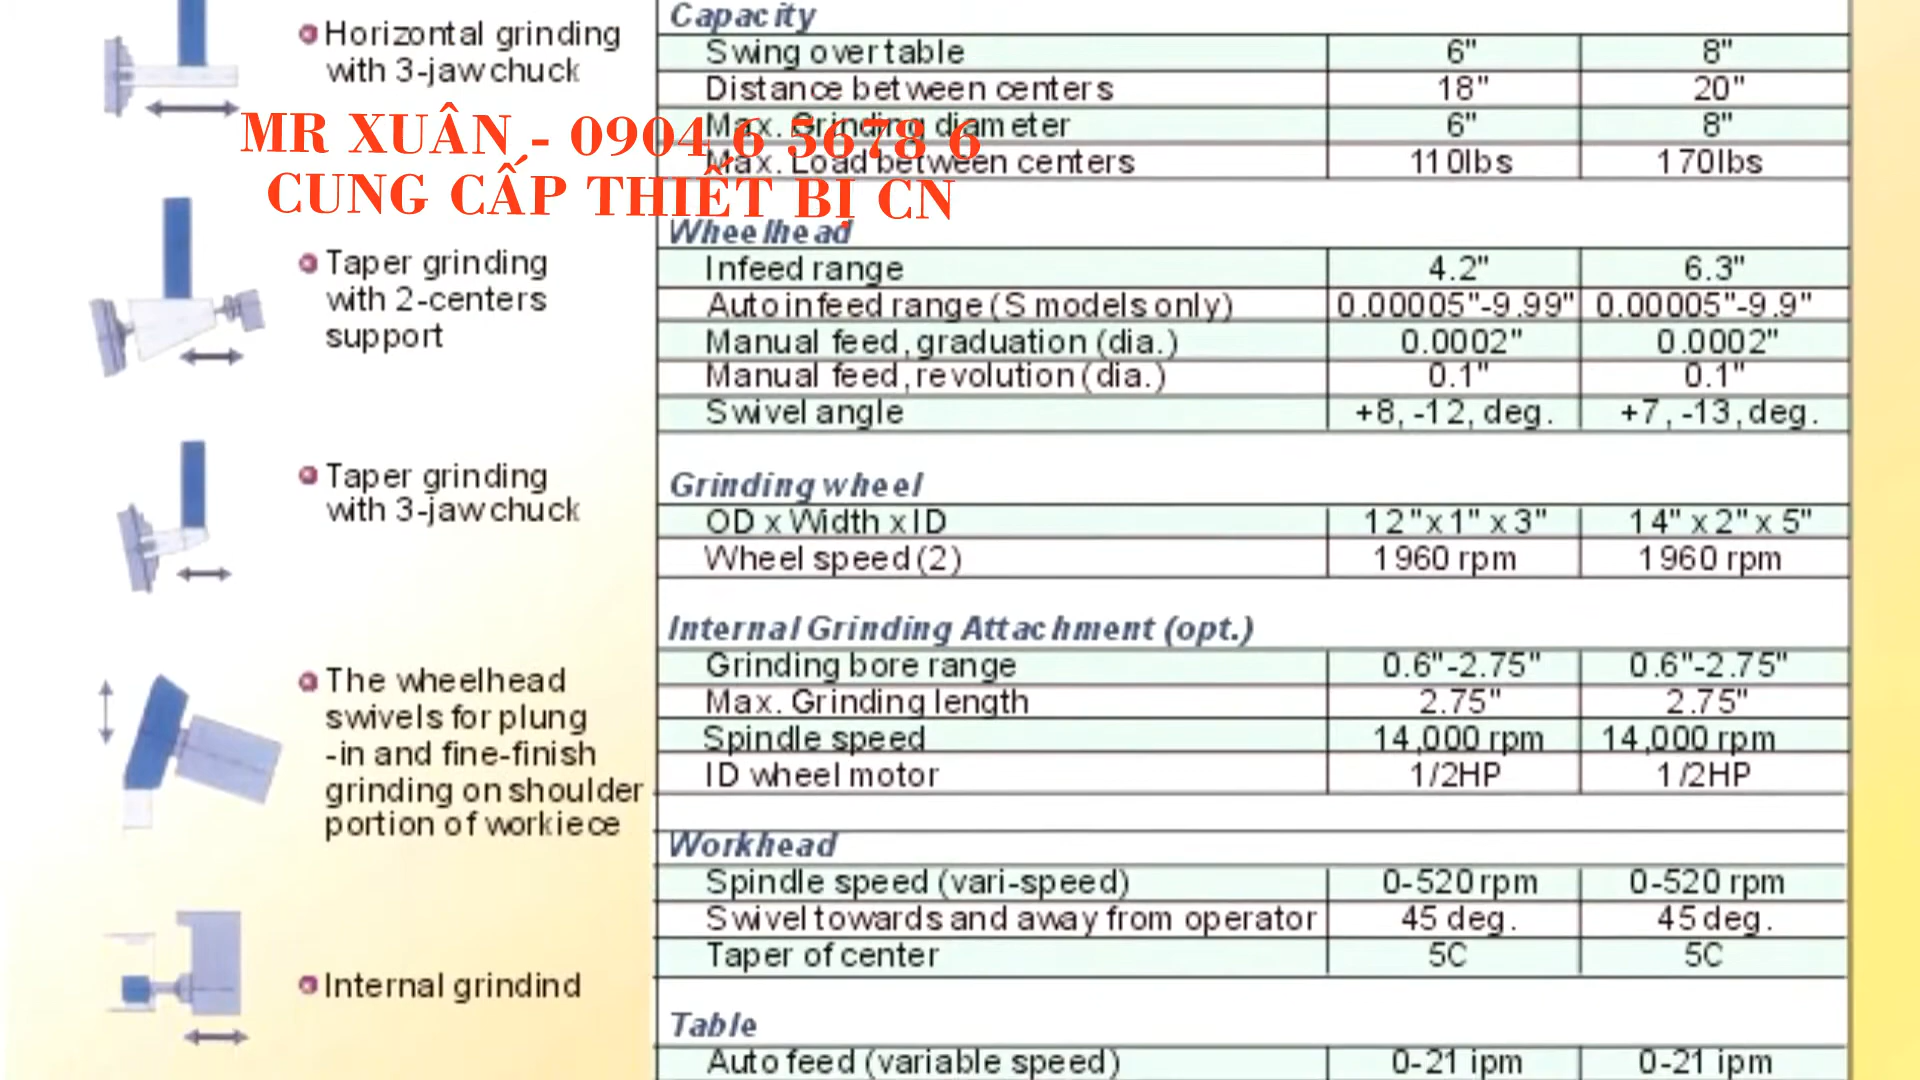 Horizontal grinding
with 3-jaw chuck
MR XUÂN - 0904 6 5678 6
CUNG CẤP THIẾT BỊ CN
Taper grinding
with 2-centers
support
Taper grinding
with 3-jaw chuck
The wheelhead
swivels for plung
-in and fine-finish
grinding on shoulder
portion of workiece
Internal grindind
Capacity
Swing over table 6" 8"
Distance between centers 18" 20"
Max. Grinding diameter 6" 8"
Max. Load between centers 110lbs 170lbs
Wheelhead
Infeed range 4.2" 6.3"
Auto infeed range (S models only) 0.00005"-9.99" 0.00005"-9.9"
Manual feed, graduation (dia.) 0.0002" 0.0002"
Manual feed, revolution (dia.) 0.1" 0.1"
Swivel angle +8, -12, deg. +7, -13, deg.
Grinding wheel
OD x Width x ID 12"x 1" x 3" 14" x 2" x 5"
Wheel speed (2) 1960 rpm 1960 rpm
Internal Grinding Attachment (opt.)
Grinding bore range 0.6"-2.75" 0.6"-2.75"
Max. Grinding length 2.75" 2.75"
Spindle speed 14,000 rpm 14,000 rpm
ID wheel motor 1/2HP 1/2HP
Workhead
Spindle speed (vari-speed) 0-520 rpm 0-520 rpm
Swivel towards and away from operator 45 deg. 45 deg.
Taper of center 5C 5C
Table
Auto feed (variable speed) 0-21 ipm 0-21 ipm